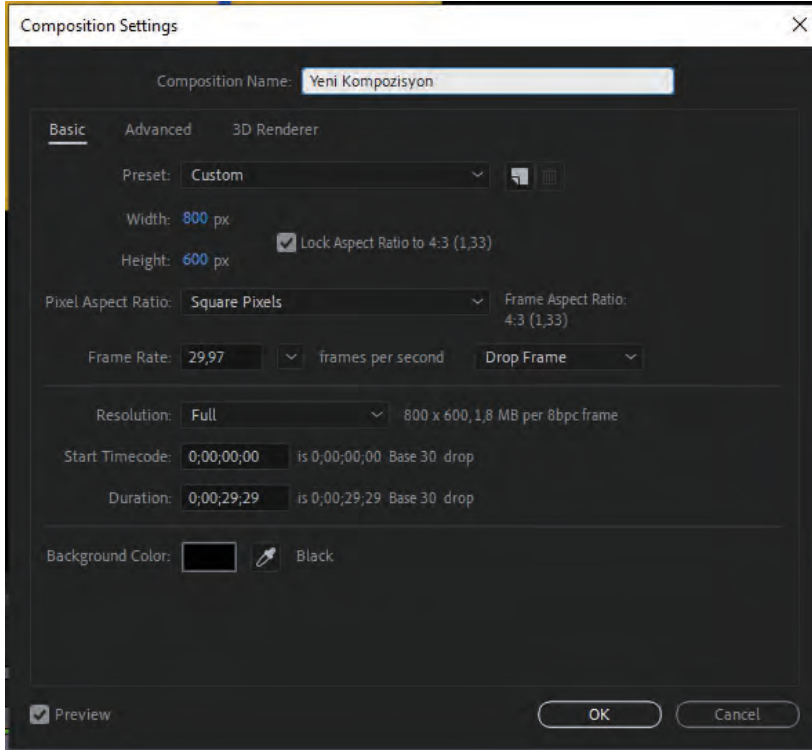 Composition Settings
Composition Name: Yeni Kompozisyon
Basic Advanced 3D Renderer
Preset: Custom
Width: 800 px
Lock Aspect Ratio to 4:3 (1,33)
Height: 600 px
Pixel Aspect Ratio: Square Pixels
Frame Aspect Ratio:
4:3 (1,33)
Frame Rate: 29,97 frames per second Drop Frame
Resolution: Full 800 x 600, 1,8 MB per 8bpc frame
Start Timecode: 0;00;00;00 is 0;00;00;00 Base 30 drop
Duration: 0;00;29;29 is 0;00;29;29 Base 30 drop
Background Color: Black
Preview OK Cancel